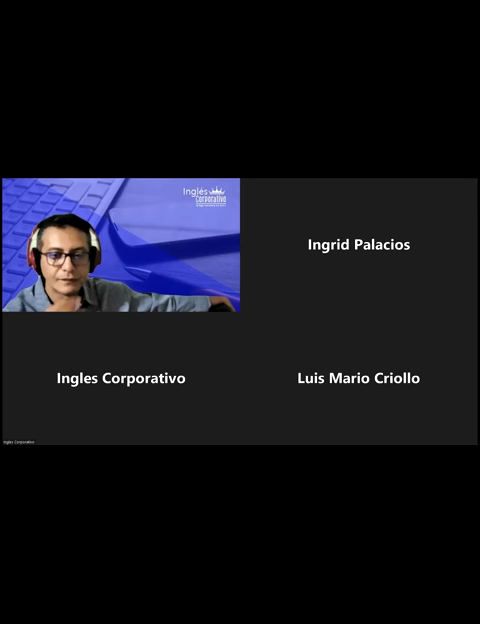 Inglés
Corporativo
Ingrid Palacios
Ingles Corporativo
Luis Mario Criollo
Ingles Corporativo